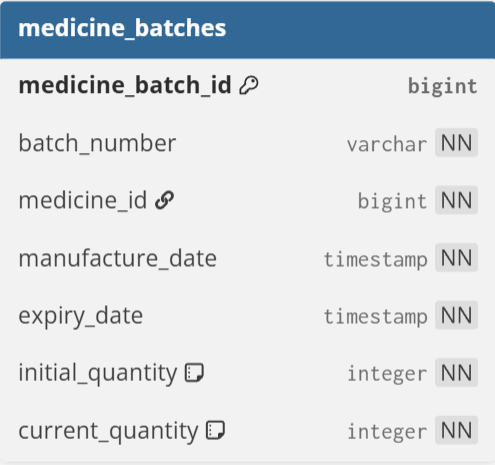 medicine_batches
medicine_batch_id bigint
batch_number varchar NN
medicine_id bigint NN
manufacture_date timestamp NN
expiry_date timestamp NN
initial_quantity integer NN
current_quantity integer NN